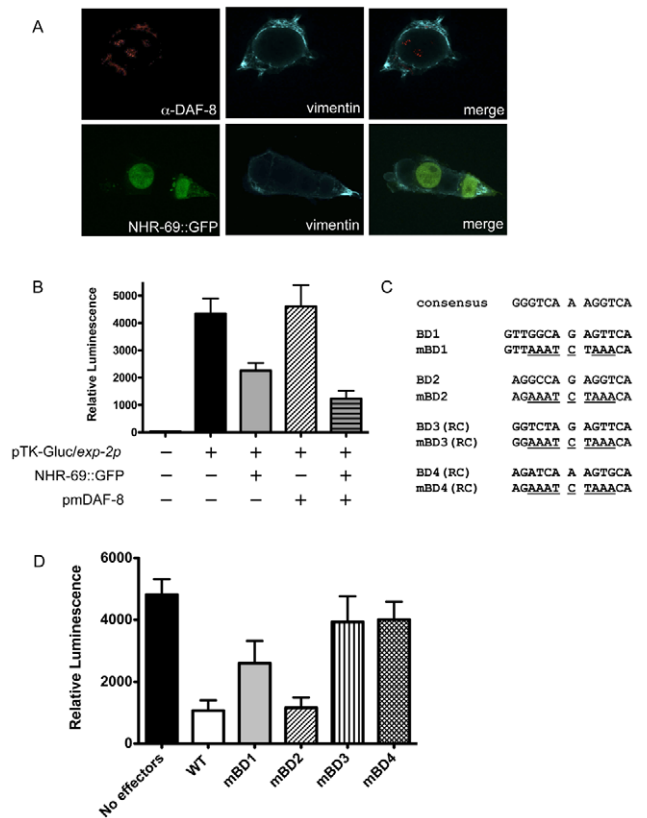 A
α-DAF-8 vimentin merge
NHR-69::GFP vimentin merge
B
Relative Luminescence
5000
4000
3000
2000
1000
0
pTK-Gluc/exp-2p − + + + +
NHR-69::GFP − − + − +
pmDAF-8 − − − + +
C
consensus GGGTCA A AGGTCA
BD1 GTTGGCA G AGTTCA
mBD1 GTTAAAT C TAAACA
BD2 AGGCCA G AGGTCA
mBD2 AGAAAT C TAAACA
BD3(RC) GGTCTA G AGTTCA
mBD3(RC) GGAAAT C TAAACA
BD4(RC) AGATCA A AGTGCA
mBD4(RC) AGAAAT C TAAACA
D
Relative Luminescence
6000
4000
2000
0
No effectors
WT
mBD1
mBD2
mBD3
mBD4